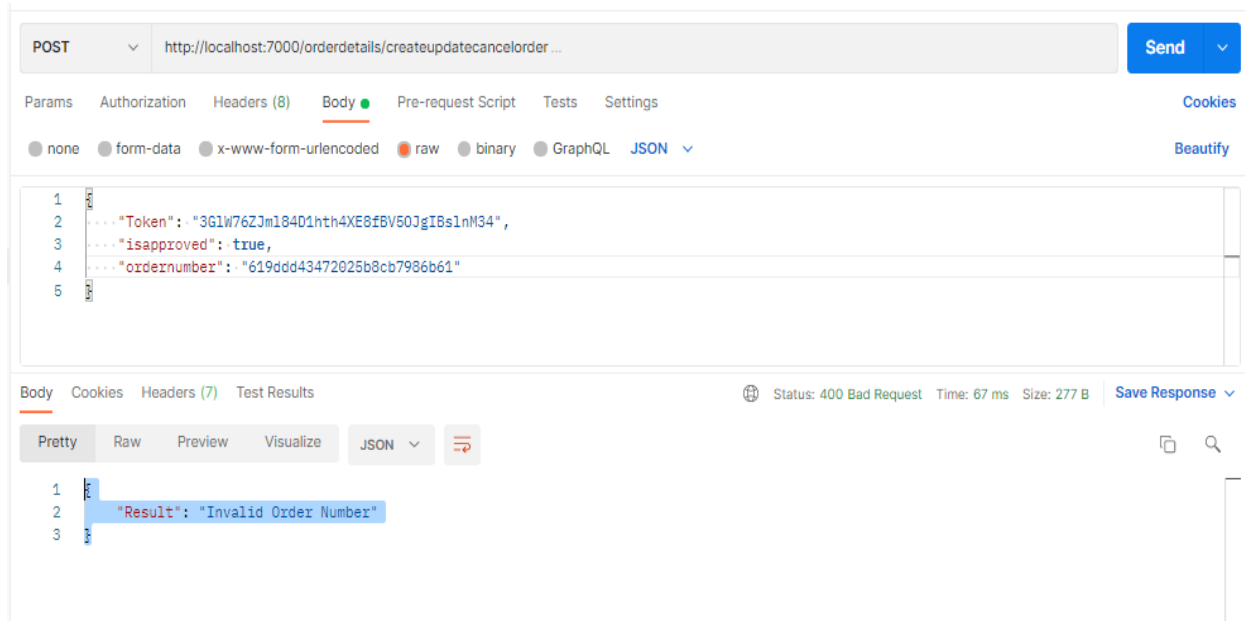 POST http://localhost:7000/orderdetails/createupdatecancelorder ... Send
Params Authorization Headers (8) Body Pre-request Script Tests Settings Cookies
none form-data x-www-form-urlencoded raw binary GraphQL JSON Beautify
1 {
2 "Token": "3GlW76ZJml84D1hth4XE8fBV5OJgIBslnM34",
3 "isapproved": true,
4 "ordernumber": "619ddd43472025b8cb7986b61"
5 }
Body Cookies Headers (7) Test Results Status: 400 Bad Request Time: 67 ms Size: 277 B Save Response
Pretty Raw Preview Visualize JSON
1 {
2 "Result": "Invalid Order Number"
3 }